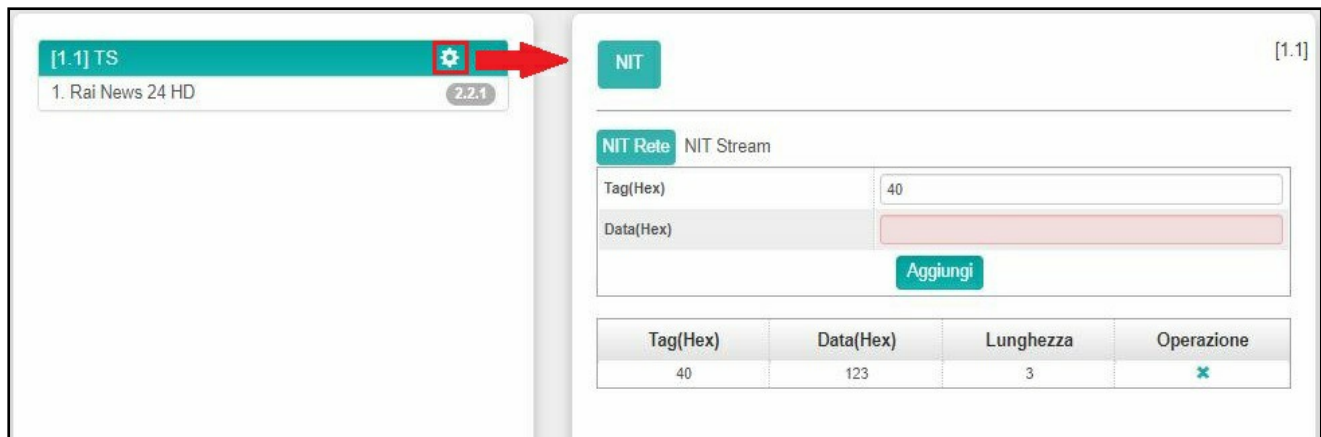 [1.1] TS
1. Rai News 24 HD 2.2.1
[1.1]
NIT
NIT Rete NIT Stream
Tag(Hex) 40
Data(Hex)
Aggiungi
Tag(Hex) Data(Hex) Lunghezza Operazione
40 123 3